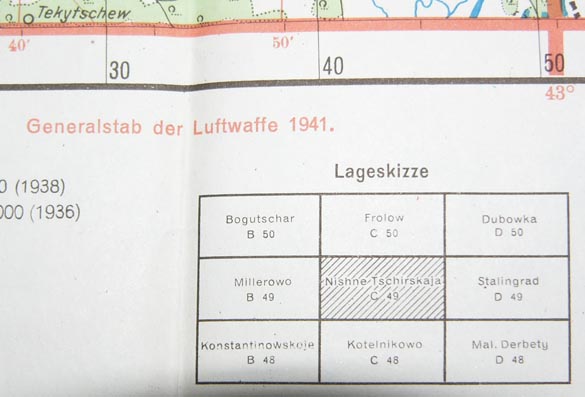 Tekytschew
40′
50′
30
40
50
43°
Generalstab der Luftwaffe 1941.
0 (1938)
000 (1936)
Lageskizze
Bogutschar
B 50
Frolow
C 50
Dubowka
D 50
Millerowo
B 49
Nishne-Tschirskaja
C 49
Stalingrad
D 49
Konstantinowskoje
B 48
Kotelnikowo
C 48
Mal. Derbety
D 48